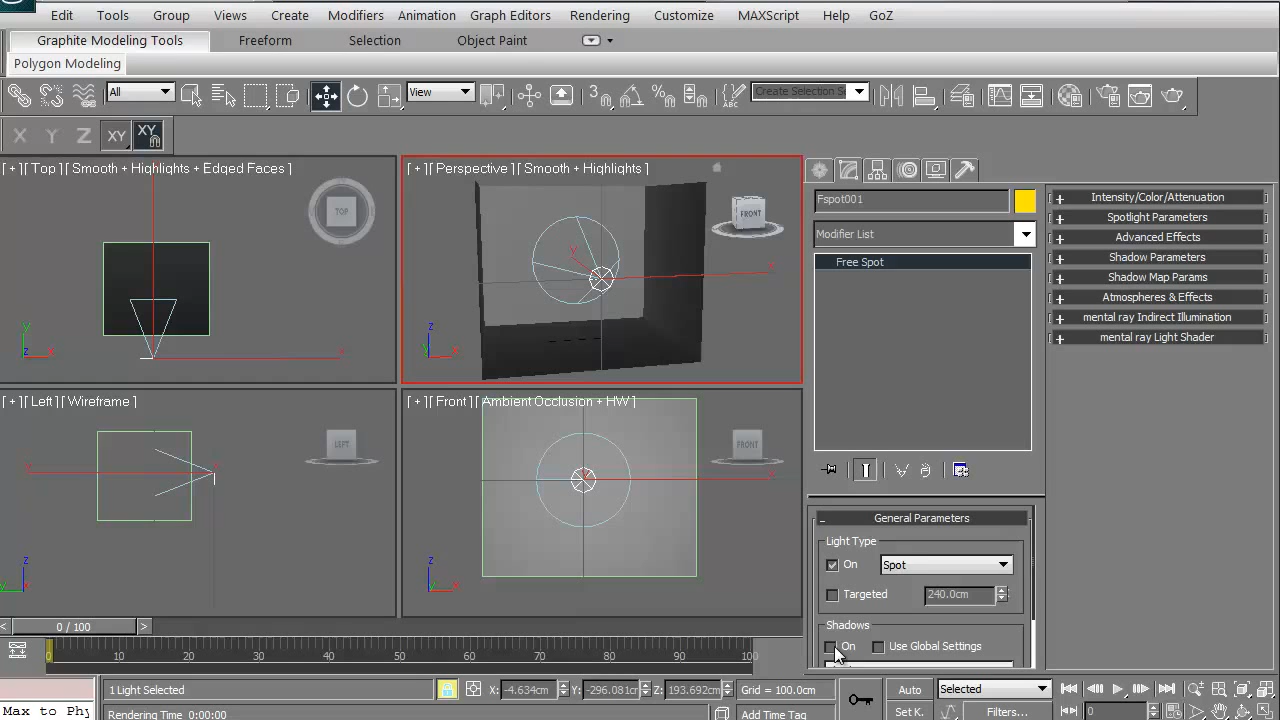 Edit Tools Group Views Create Modifiers Animation Graph Editors Rendering Customize MAXScript Help GoZ
Graphite Modeling Tools Freeform Selection Object Paint
Polygon Modeling
All View Create Selection Se
X Y Z XY XY
[ + ] [ Top ] [ Smooth + Highlights + Edged Faces ]
TOP
[ + ] [ Perspective ] [ Smooth + Highlights ]
FRONT
[ + ] [ Left ] [ Wireframe ]
LEFT
[ + ] [ Front ] [ Ambient Occlusion + HW ]
FRONT
Fspot001
Modifier List
Free Spot
General Parameters
Light Type
On Spot
Targeted 240.0cm
Shadows
On Use Global Settings
Intensity/Color/Attenuation
Spotlight Parameters
Advanced Effects
Shadow Parameters
Shadow Map Params
Atmospheres & Effects
mental ray Indirect Illumination
mental ray Light Shader
0 / 100
10 20 30 40 50 60 70 80 90 100
1 Light Selected X: -4.634cm Y: -296.081cm Z: 193.692cm Grid = 100.0cm Auto Selected
Max to Phy Rendering Time 0:00:00 Add Time Tag Set K. Filters... 0